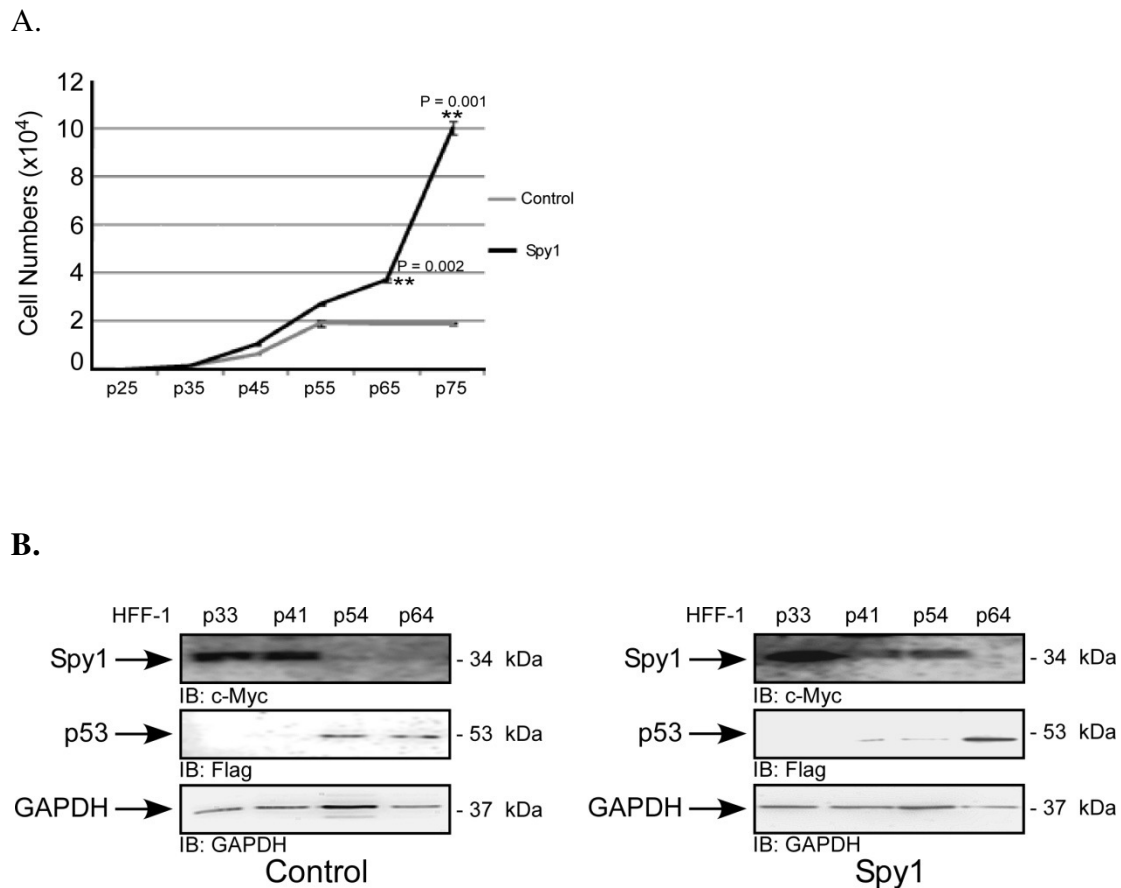 A.
12
10
8
6
4
2
0
Cell Numbers (x10⁴)
P = 0.001
**
P = 0.002
**
Control
Spy1
p25 p35 p45 p55 p65 p75
B.
HFF-1 p33 p41 p54 p64
Spy1 - 34 kDa
IB: c-Myc
p53 - 53 kDa
IB: Flag
GAPDH - 37 kDa
IB: GAPDH
Control
HFF-1 p33 p41 p54 p64
Spy1 - 34 kDa
IB: c-Myc
p53 - 53 kDa
IB: Flag
GAPDH - 37 kDa
IB: GAPDH
Spy1